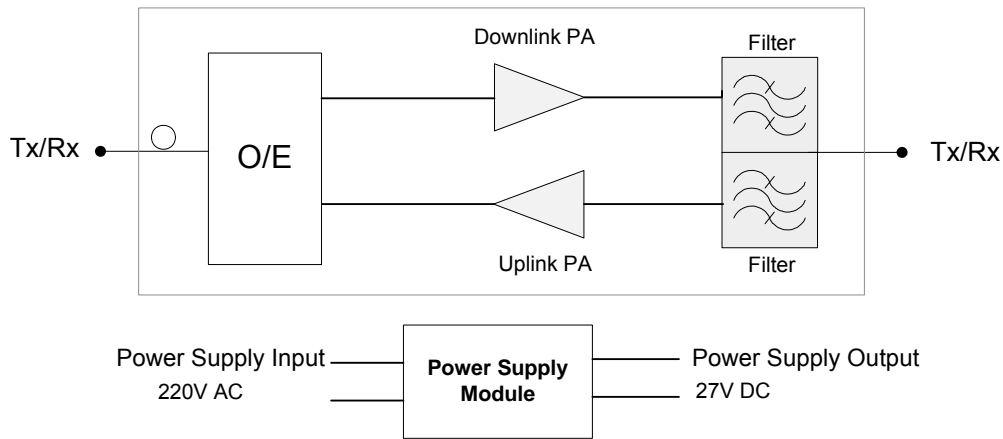 Downlink PA
Filter
Tx/Rx
O/E
Tx/Rx
Uplink PA
Filter
Power Supply Input
220V AC
Power Supply
Module
Power Supply Output
27V DC